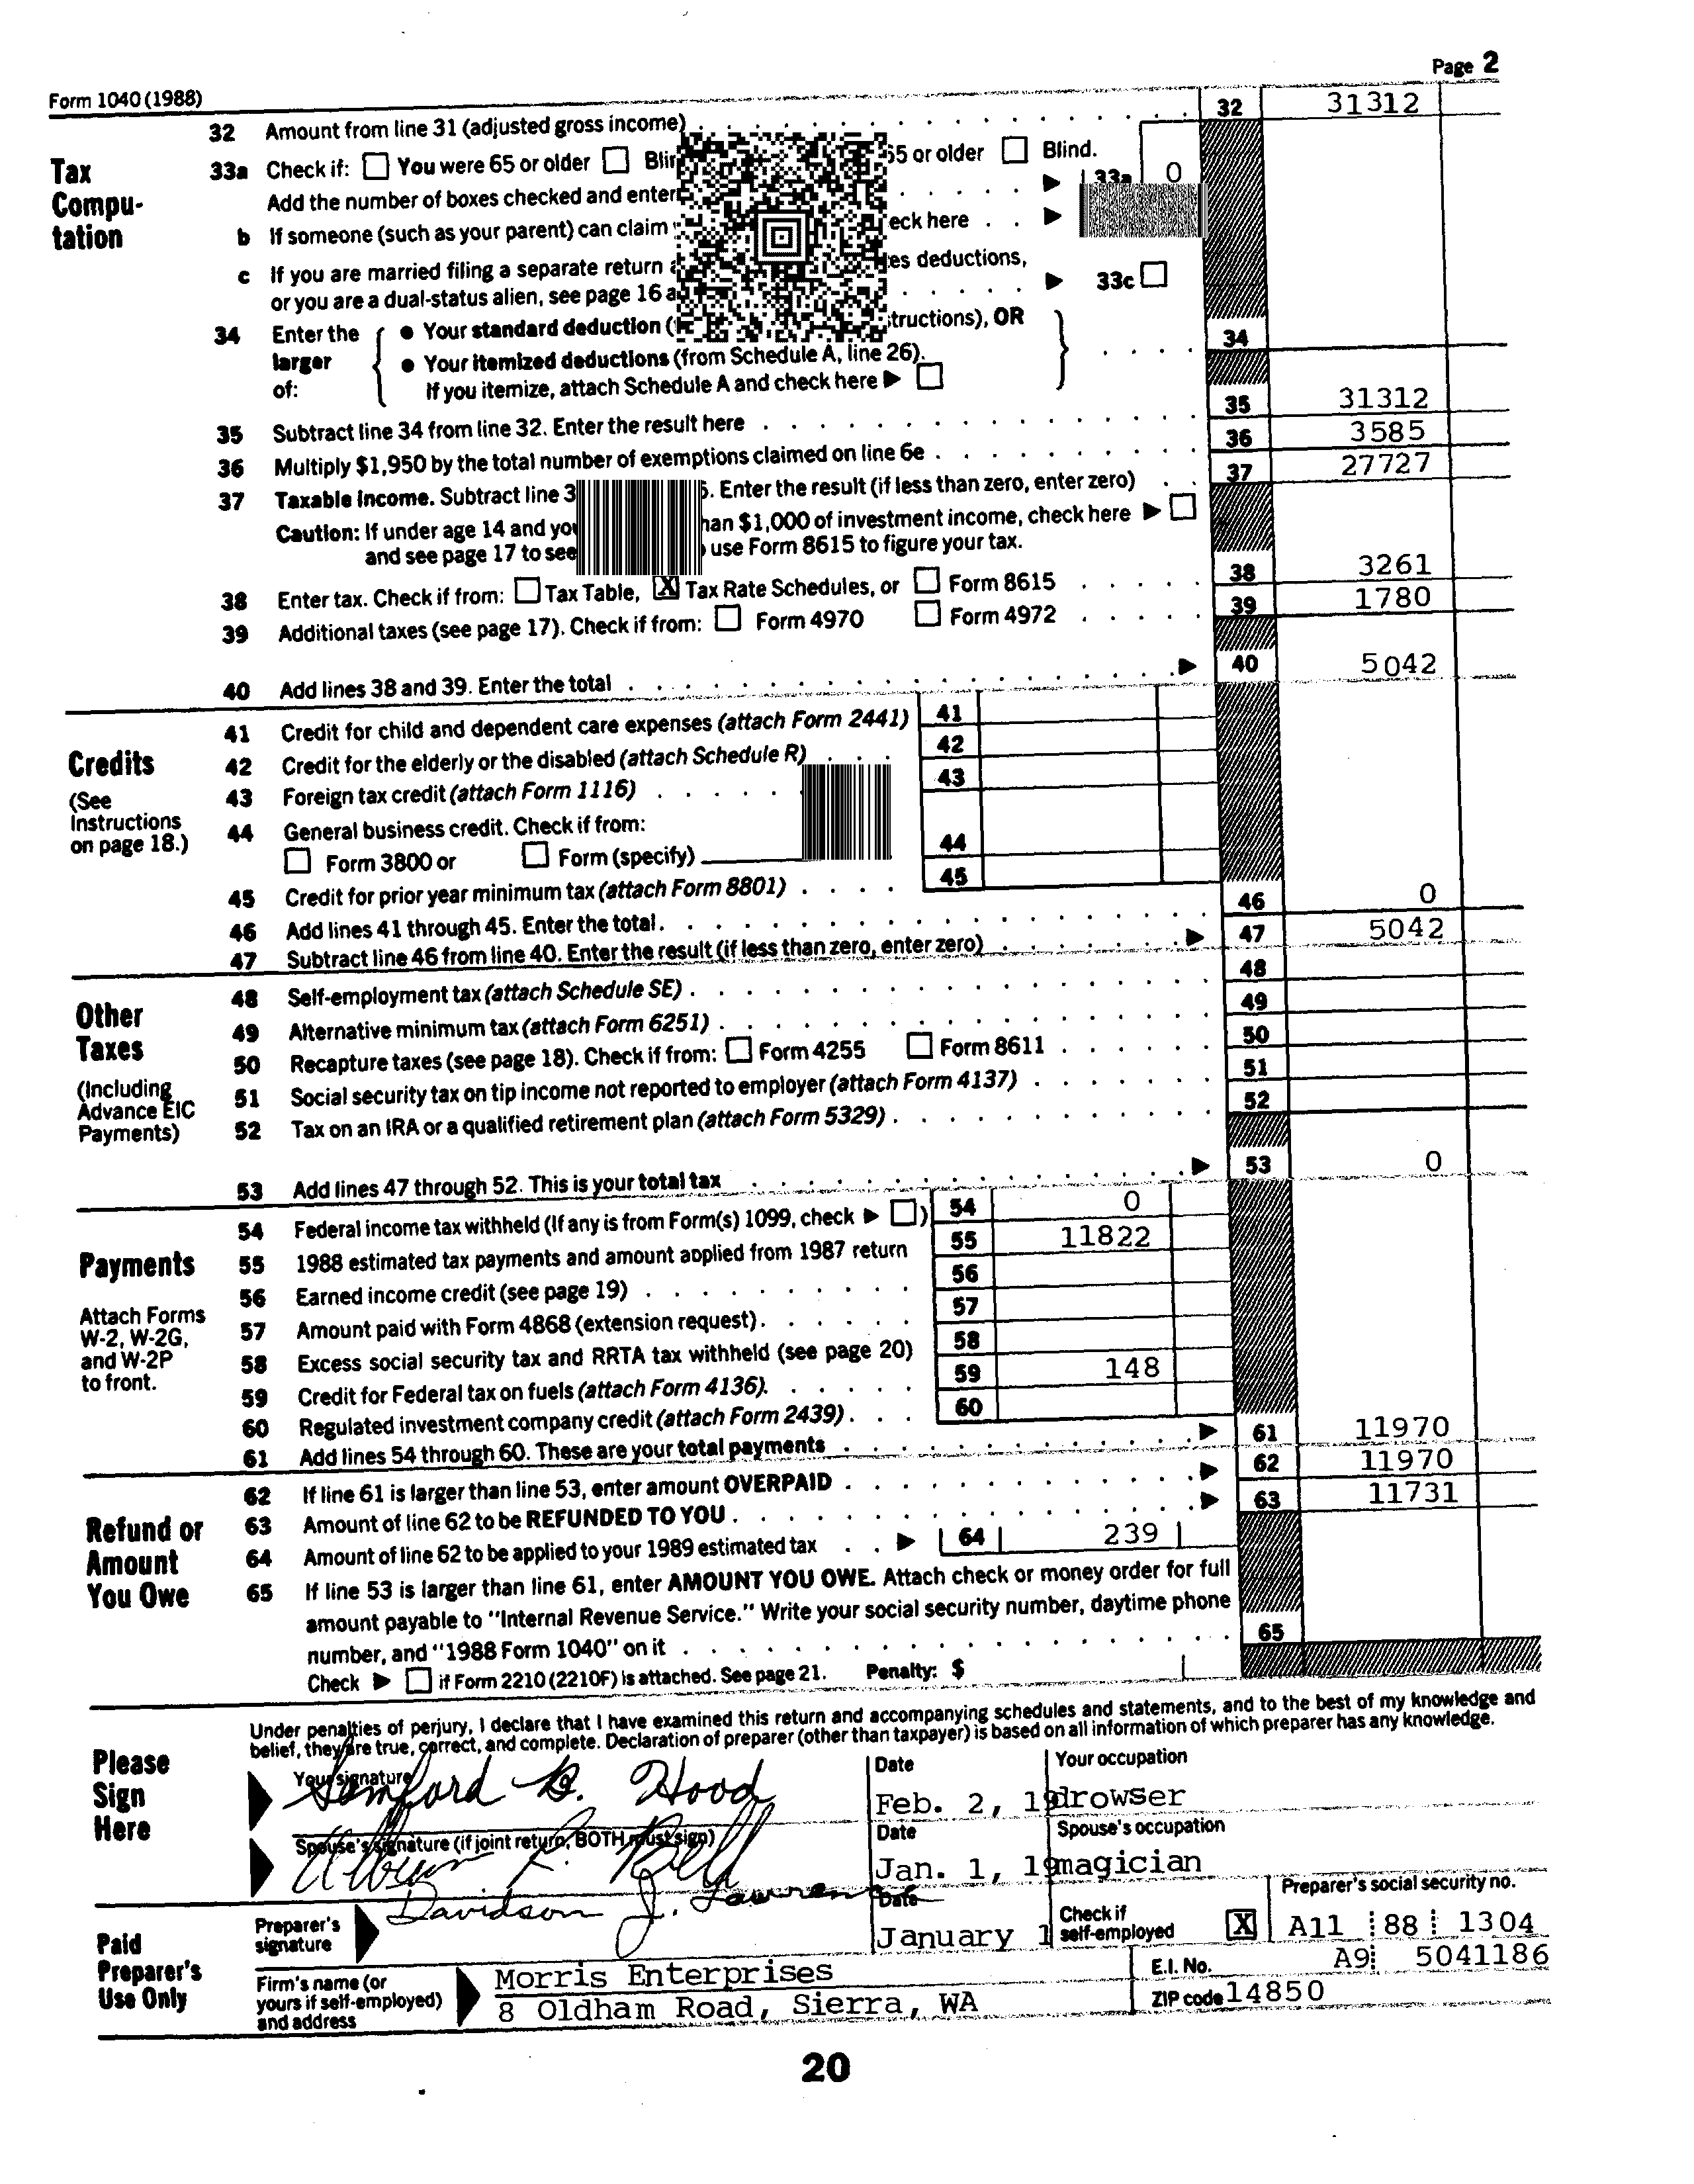 Page 2
Form 1040 (1988)
32 Amount from line 31 (adjusted gross income) 32 31312
Tax Compu-tation
33a Check if: You were 65 or older 65 or older Blind.
Add the number of boxes checked and enter 33a 0
b If someone (such as your parent) can claim check here
c If you are married filing a separate return deductions,
or you are a dual-status alien, see page 16 33c
34 Enter the larger of: Your standard deduction instructions), OR 34
Your itemized deductions (from Schedule A, line 26).
If you itemize, attach Schedule A and check here
35 Subtract line 34 from line 32. Enter the result here 35 31312
36 Multiply $1,950 by the total number of exemptions claimed on line 6e 36 3585
37 Taxable income. Subtract line Enter the result (if less than zero, enter zero) 37 27727
Caution: If under age 14 and you than $1,000 of investment income, check here
and see page 17 to see use Form 8615 to figure your tax.
38 Enter tax. Check if from: Tax Table, X Tax Rate Schedules, or Form 8615 38 3261
39 Additional taxes (see page 17). Check if from: Form 4970 Form 4972 39 1780
40 Add lines 38 and 39. Enter the total 40 5042
Credits
(See Instructions on page 18.)
41 Credit for child and dependent care expenses (attach Form 2441) 41
42 Credit for the elderly or the disabled (attach Schedule R) 42
43 Foreign tax credit (attach Form 1116) 43
44 General business credit. Check if from:
Form 3800 or Form (specify) 44
45 Credit for prior year minimum tax (attach Form 8801) 45
46 Add lines 41 through 45. Enter the total. 46 0
47 Subtract line 46 from line 40. Enter the result (if less than zero, enter zero) 47 5042
Other Taxes
(Including Advance EIC Payments)
48 Self-employment tax (attach Schedule SE) 48
49 Alternative minimum tax (attach Form 6251) 49
50 Recapture taxes (see page 18). Check if from: Form 4255 Form 8611 50
51 Social security tax on tip income not reported to employer (attach Form 4137) 51
52 Tax on an IRA or a qualified retirement plan (attach Form 5329) 52
53 Add lines 47 through 52. This is your total tax 53 0
Payments
Attach Forms W-2, W-2G, and W-2P to front.
54 Federal income tax withheld (If any is from Form(s) 1099, check ) 54 0
55 1988 estimated tax payments and amount applied from 1987 return 55 11822
56 Earned income credit (see page 19) 56
57 Amount paid with Form 4868 (extension request) 57
58 Excess social security tax and RRTA tax withheld (see page 20) 58
59 Credit for Federal tax on fuels (attach Form 4136). 59 148
60 Regulated investment company credit (attach Form 2439) 60
61 Add lines 54 through 60. These are your total payments 61 11970
Refund or Amount You Owe
62 If line 61 is larger than line 53, enter amount OVERPAID 62 11970
63 Amount of line 62 to be REFUNDED TO YOU 63 11731
64 Amount of line 62 to be applied to your 1989 estimated tax 64 239
65 If line 53 is larger than line 61, enter AMOUNT YOU OWE. Attach check or money order for full
amount payable to "Internal Revenue Service." Write your social security number, daytime phone
number, and "1988 Form 1040" on it 65
Check if Form 2210 (2210F) is attached. See page 21. Penalty: $
Please Sign Here
Under penalties of perjury, I declare that I have examined this return and accompanying schedules and statements, and to the best of my knowledge and
belief, they are true, correct, and complete. Declaration of preparer (other than taxpayer) is based on all information of which preparer has any knowledge.
Your signature Date Your occupation
B. Hood Feb. 2, 19 drowser
Spouse's signature (if joint return, BOTH must sign) Date Spouse's occupation
Bell Jan. 1, 19 magician
Paid Preparer's Use Only
Preparer's signature Davidson J. Lawrence Date January 1 Check if self-employed X Preparer's social security no. A11 88 1304
Firm's name (or yours if self-employed) and address
Morris Enterprises E.I. No. A9 5041186
8 Oldham Road, Sierra, WA ZIP code 14850
20